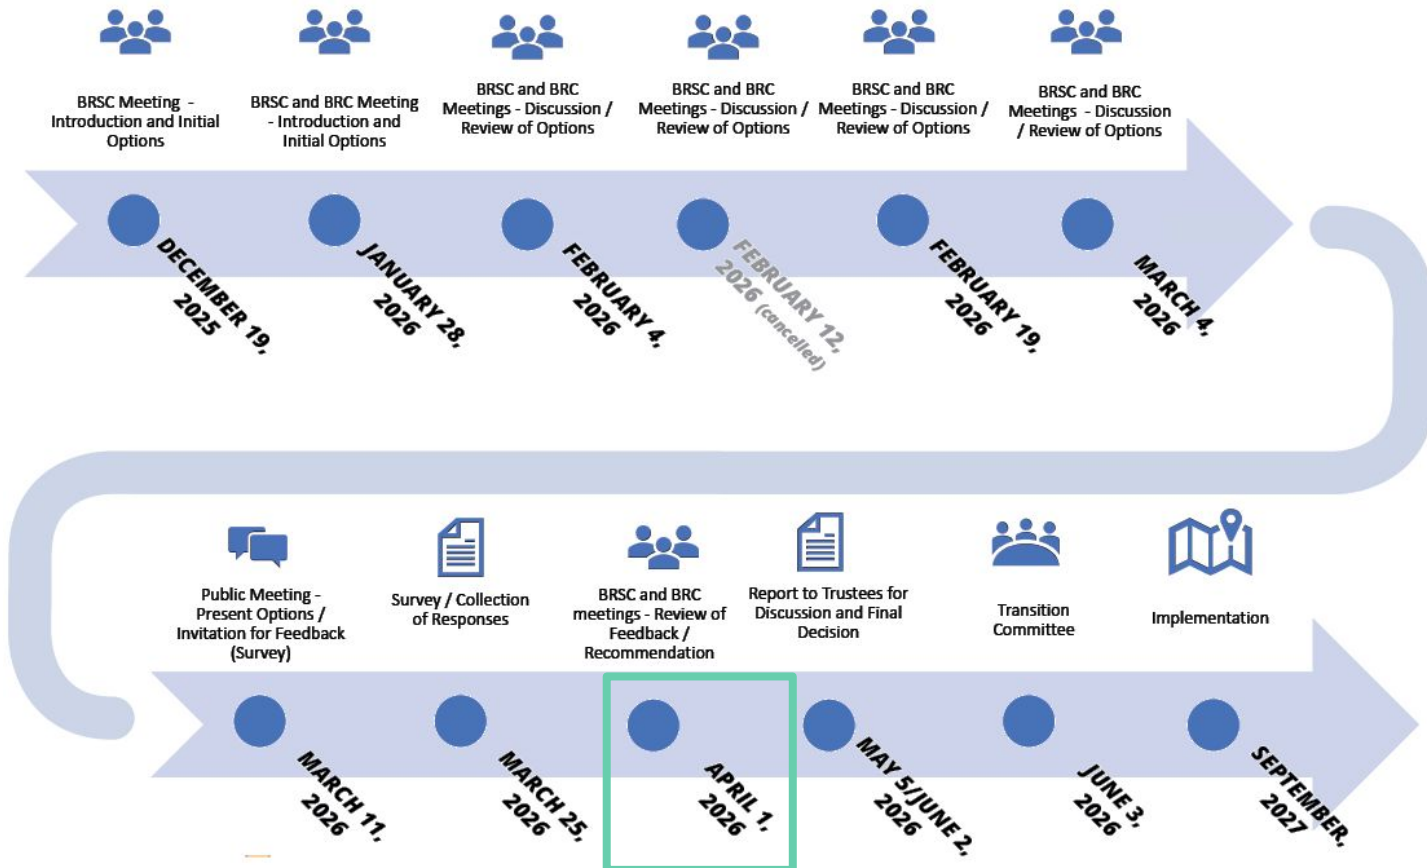 BRSC Meeting -
Introduction and Initial
Options
BRSC and BRC Meeting
- Introduction and
Initial Options
BRSC and BRC
Meetings - Discussion /
Review of Options
BRSC and BRC
Meetings - Discussion /
Review of Options
BRSC and BRC
Meetings - Discussion /
Review of Options
BRSC and BRC
Meetings - Discussion
/ Review of Options
DECEMBER 19,
2025
JANUARY 28,
2026
FEBRUARY 4,
2026
FEBRUARY 12,
2026 (cancelled)
FEBRUARY 19,
2026
MARCH 4,
2026
Public Meeting -
Present Options /
Invitation for Feedback
(Survey)
Survey / Collection
of Responses
BRSC and BRC
meetings - Review of
Feedback /
Recommendation
Report to Trustees for
Discussion and Final
Decision
Transition
Committee
Implementation
MARCH 11,
2026
MARCH 25,
2026
APRIL 1,
2026
MAY 5/JUNE 2,
2026
JUNE 3,
2026
SEPTEMBER,
2027